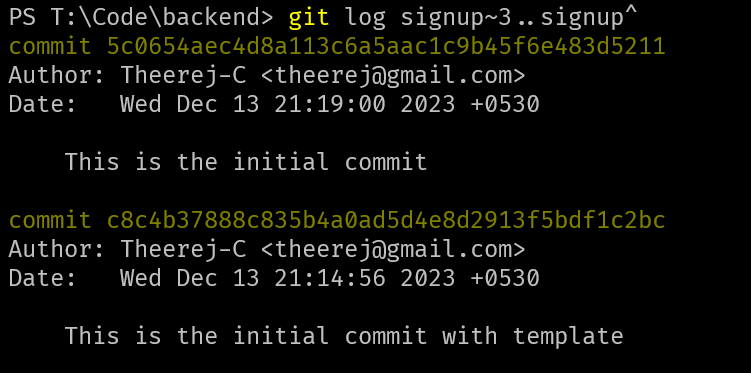 PS T:\Code\backend> git log signup~3..signup^
commit 5c0654aec4d8a113c6a5aac1c9b45f6e483d5211
Author: Theerej-C <theerej@gmail.com>
Date:   Wed Dec 13 21:19:00 2023 +0530
    This is the initial commit
commit c8c4b37888c835b4a0ad5d4e8d2913f5bdf1c2bc
Author: Theerej-C <theerej@gmail.com>
Date:   Wed Dec 13 21:14:56 2023 +0530
    This is the initial commit with template